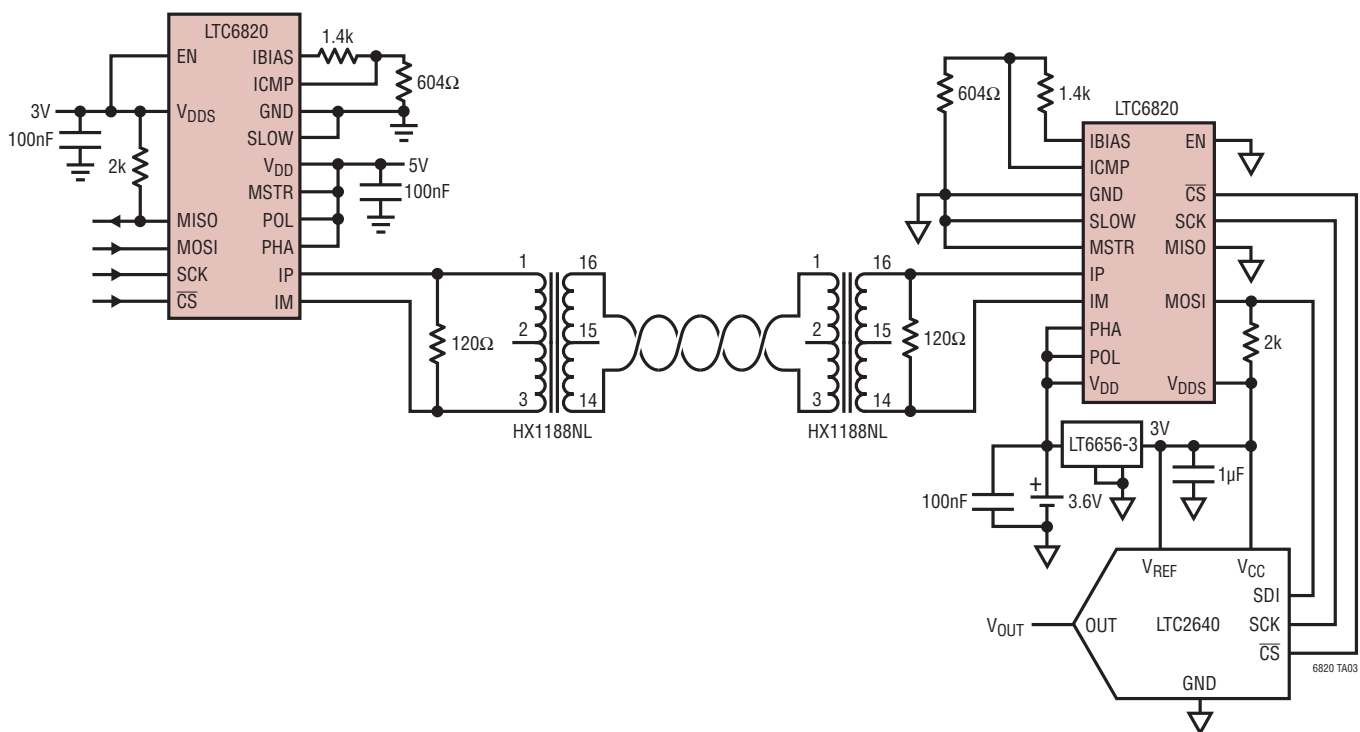 LTC6820
EN
IBIAS
1.4k
ICMP
604Ω
3V
VDDS
GND
100nF
SLOW
2k
VDD
5V
MSTR
100nF
POL
MISO
MOSI
PHA
SCK
IP
CS
IM
120Ω
1
16
2
15
3
14
HX1188NL
1
16
2
15
3
14
HX1188NL
120Ω
604Ω
1.4k
LTC6820
IBIAS
EN
ICMP
GND
CS
SLOW
SCK
MSTR
MISO
IP
IM
MOSI
PHA
2k
POL
VDD
VDDS
LT6656-3
3V
1µF
100nF
+
3.6V
VREF
VCC
SDI
VOUT
OUT
LTC2640
SCK
CS
GND
6820 TA03